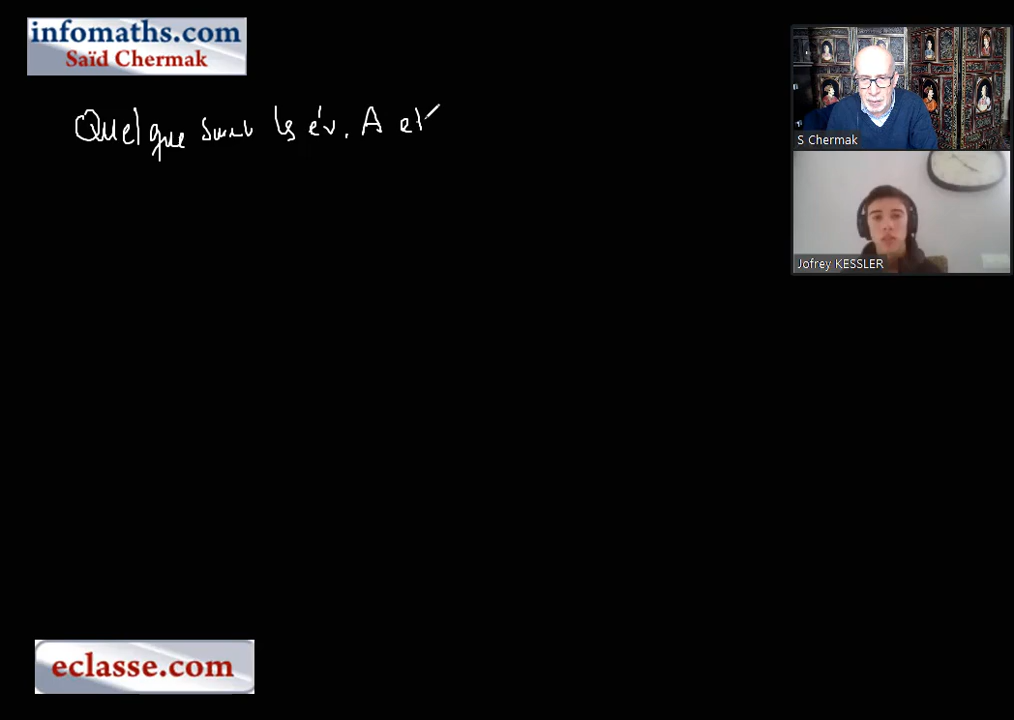 infomaths.com
Saïd Chermak
Quelque soient les év. A et
S Chermak
Jofrey KESSLER
eclasse.com